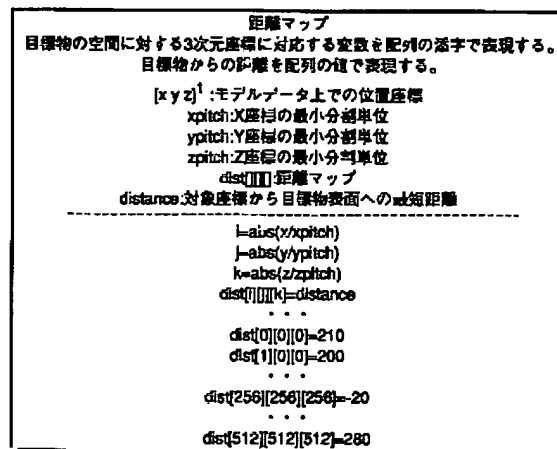 距離マップ
目標物の空間に対する3次元座標に対応する変数を配列の添字で表現する。
目標物からの距離を配列の値で表現する。
[x y z]t :モデルデータ上での位置座標
xpitch:X座標の最小分割単位
ypitch:Y座標の最小分割単位
zpitch:Z座標の最小分割単位
dist[][][]:距離マップ
distance:対象座標から目標物表面への最短距離
i=abs(x/xpitch)
j=abs(y/ypitch)
k=abs(z/zpitch)
dist[i][j][k]=distance
・・・
dist[0][0][0]=210
dist[1][0][0]=200
・・・
dist[256][256][256]=-20
・・・
dist[512][512][512]=280